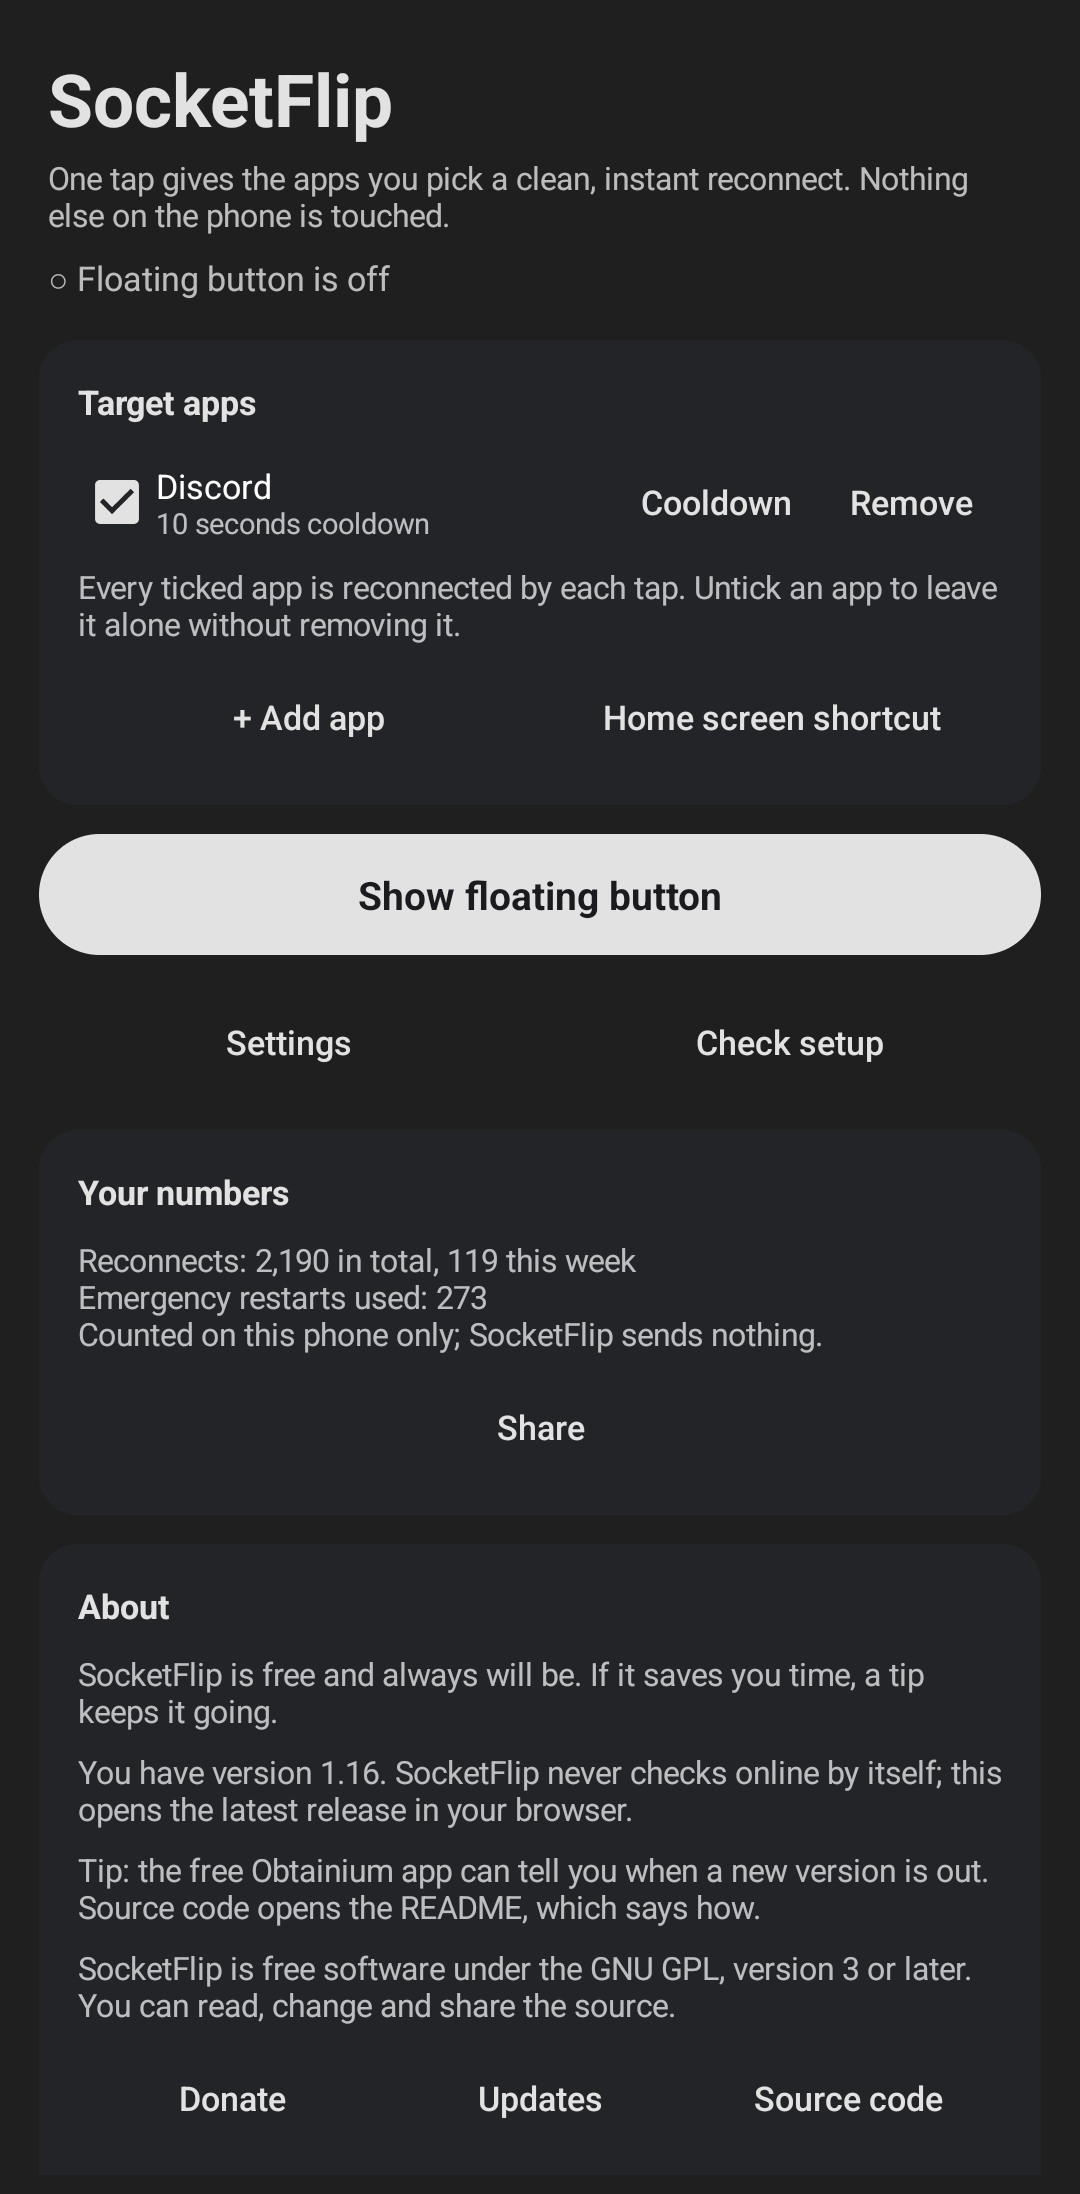 SocketFlip
One tap gives the apps you pick a clean, instant reconnect. Nothing
else on the phone is touched.
○ Floating button is off
Target apps
Discord
10 seconds cooldown
Cooldown
Remove
Every ticked app is reconnected by each tap. Untick an app to leave
it alone without removing it.
+ Add app
Home screen shortcut
Show floating button
Settings
Check setup
Your numbers
Reconnects: 2,190 in total, 119 this week
Emergency restarts used: 273
Counted on this phone only; SocketFlip sends nothing.
Share
About
SocketFlip is free and always will be. If it saves you time, a tip
keeps it going.
You have version 1.16. SocketFlip never checks online by itself; this
opens the latest release in your browser.
Tip: the free Obtainium app can tell you when a new version is out.
Source code opens the README, which says how.
SocketFlip is free software under the GNU GPL, version 3 or later.
You can read, change and share the source.
Donate
Updates
Source code